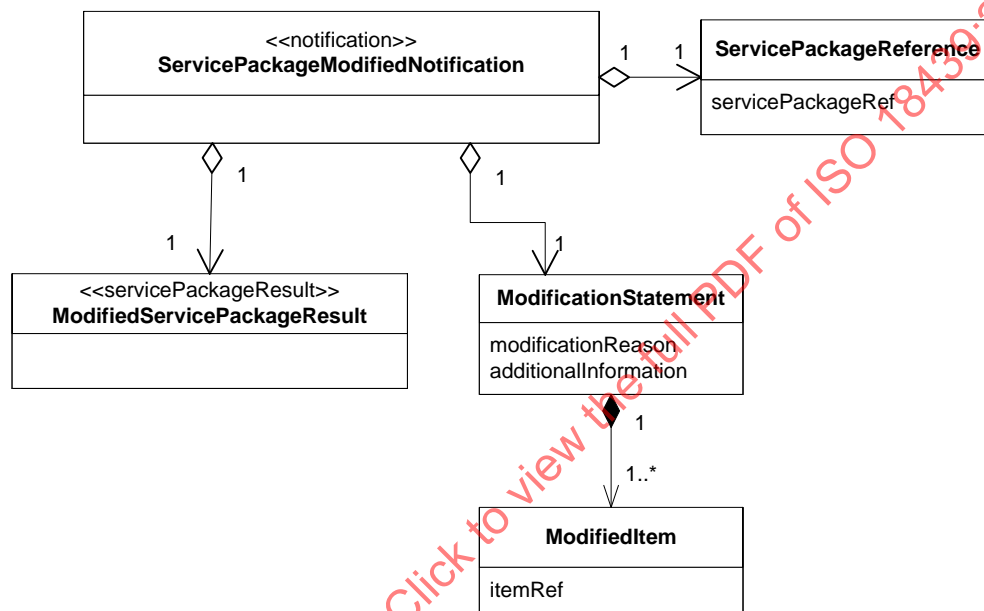 <<notification>>
ServicePackageModifiedNotification
1
1
ServicePackageReference
servicePackageRef
1
1
1
1
<<servicePackageResult>>
ModifiedServicePackageResult
ModificationStatement
modificationReason
additionalInformation
1
1..*
ModifiedItem
itemRef
Click to view the full PDF of ISO 18439: